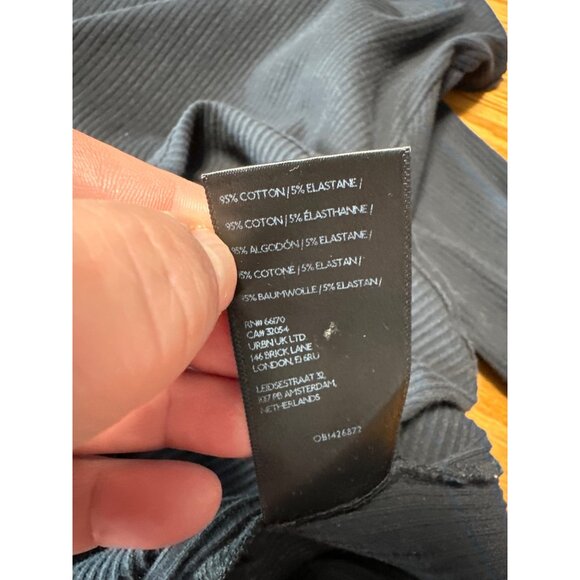 95% COTTON / 5% ELASTANE /
95% COTON / 5% ÉLASTHANNE /
95% ALGODÓN / 5% ELASTANE /
5% COTONE / 5% ELASTAN /
95% BAUMWOLLE / 5% ELASTAN /
RN# 66170
CA# 32054
URBN UK LTD
146 BRICK LANE
LONDON, E1 6RU
LEIDSESTRAAT 32,
1017 PB AMSTERDAM,
NETHERLANDS
OB1426872